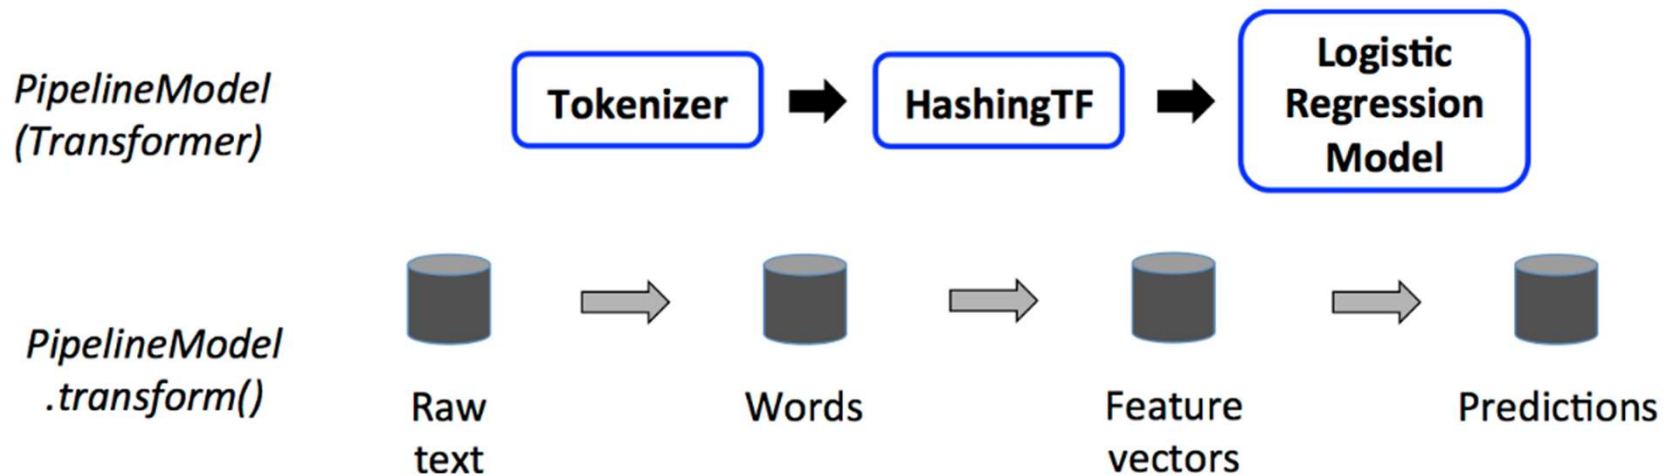 PipelineModel
(Transformer)
Tokenizer
HashingTF
Logistic
Regression
Model
PipelineModel
.transform()
Raw
text
Words
Feature
vectors
Predictions